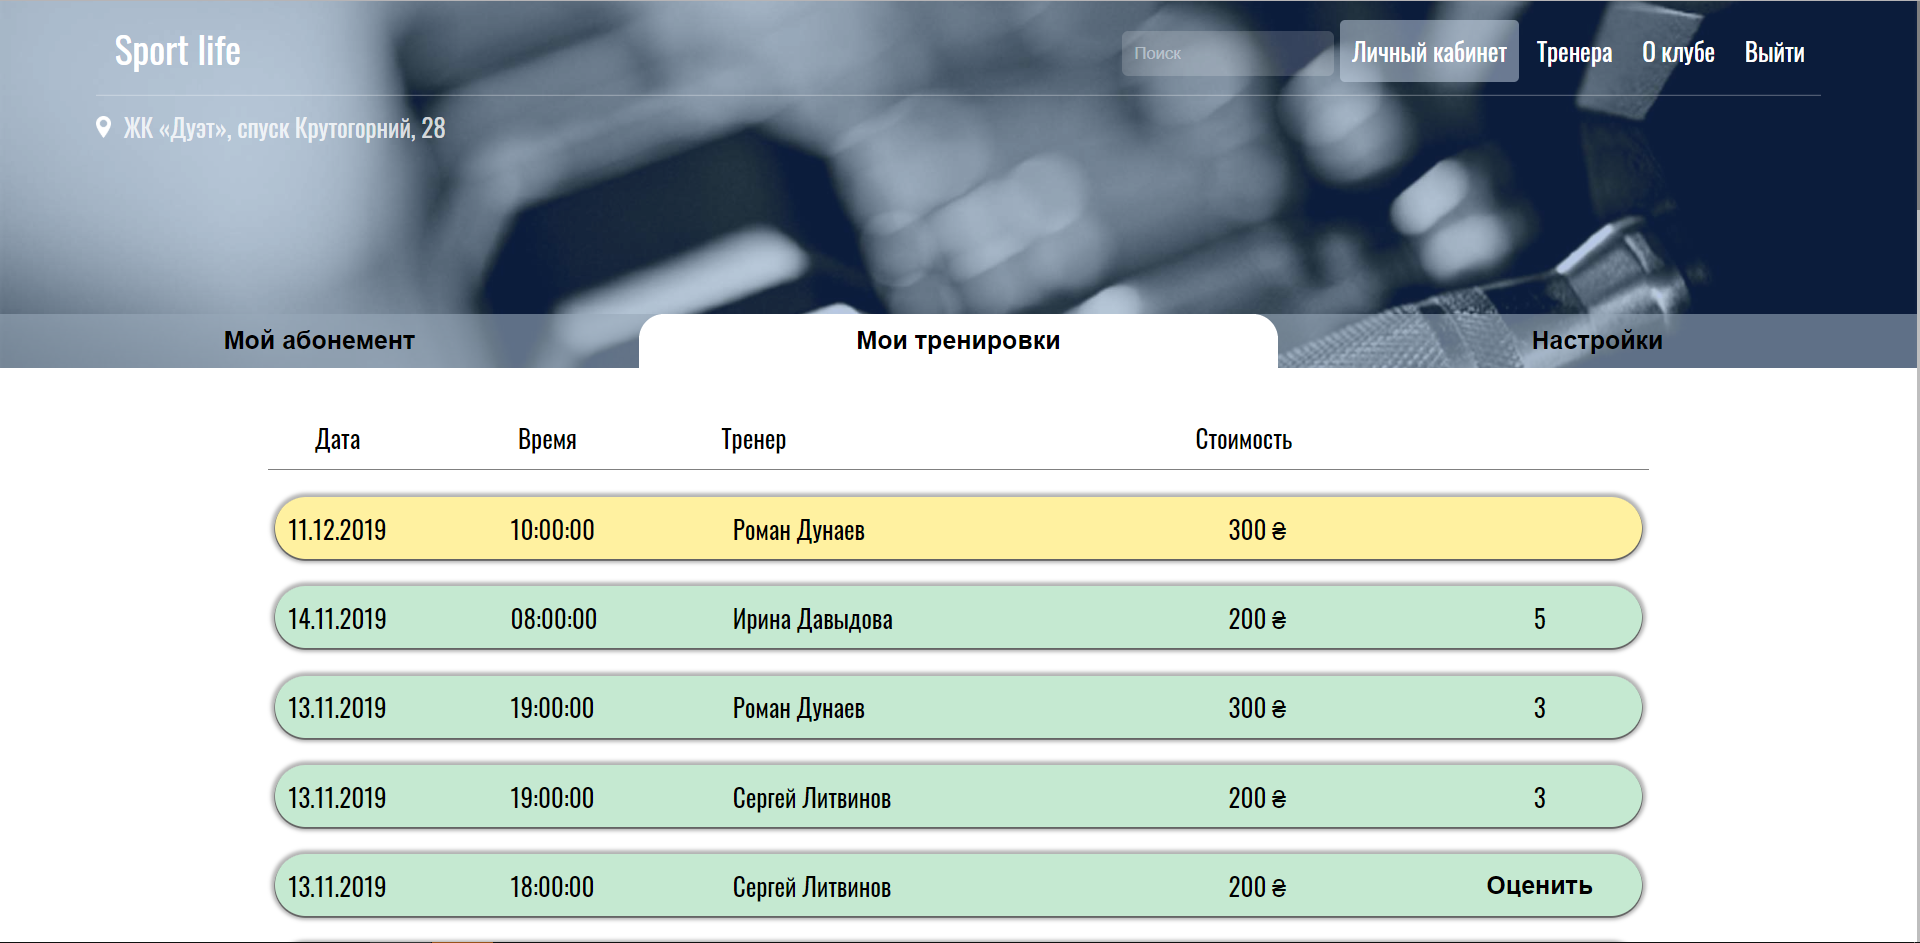 Sport life
Поиск
Личный кабинет
Тренера
О клубе
Выйти
ЖК «Дуэт», спуск Крутогорний, 28
Мой абонемент
Мои тренировки
Настройки
Дата Время Тренер Стоимость
11.12.2019 10:00:00 Роман Дунаев 300 ₴
14.11.2019 08:00:00 Ирина Давыдова 200 ₴ 5
13.11.2019 19:00:00 Роман Дунаев 300 ₴ 3
13.11.2019 19:00:00 Сергей Литвинов 200 ₴ 3
13.11.2019 18:00:00 Сергей Литвинов 200 ₴ Оценить